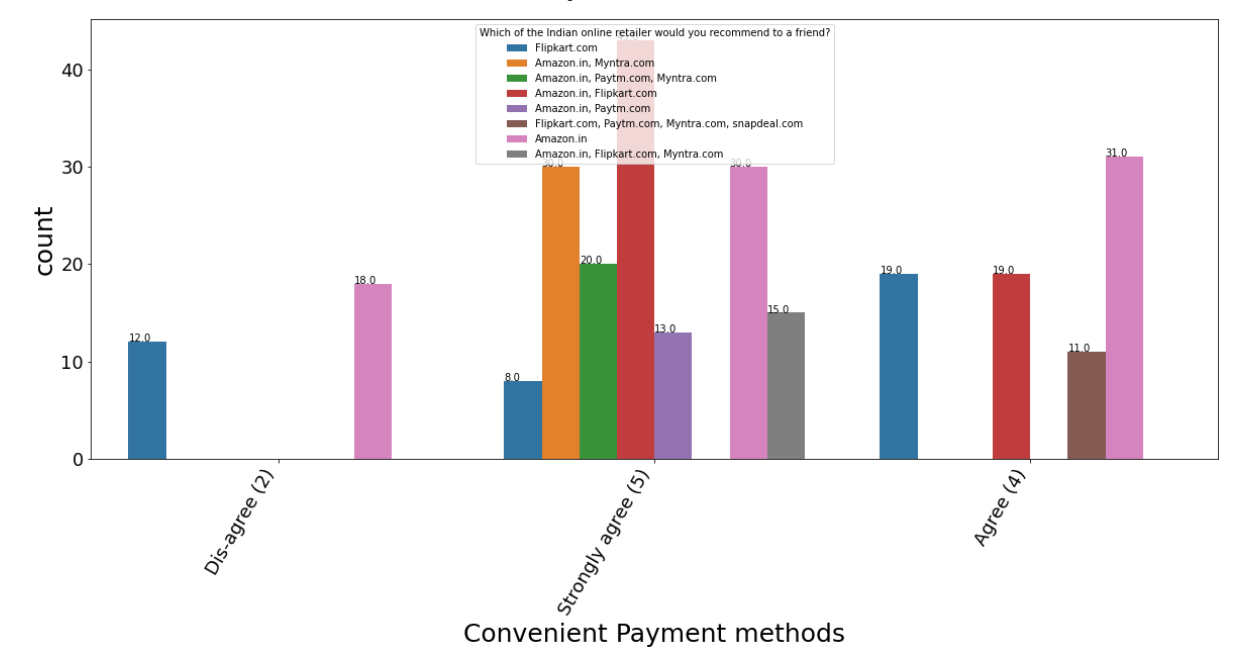 Which of the Indian online retailer would you recommend to a friend?
Flipkart.com
Amazon.in, Myntra.com
Amazon.in, Paytm.com, Myntra.com
Amazon.in, Flipkart.com
Amazon.in, Paytm.com
Flipkart.com, Paytm.com, Myntra.com, snapdeal.com
Amazon.in
Amazon.in, Flipkart.com, Myntra.com
count
40
30
20
10
0
12.0
18.0
8.0
30.0
20.0
13.0
30.0
15.0
19.0
19.0
11.0
31.0
Dis-agree (2)
Strongly agree (5)
Agree (4)
Convenient Payment methods